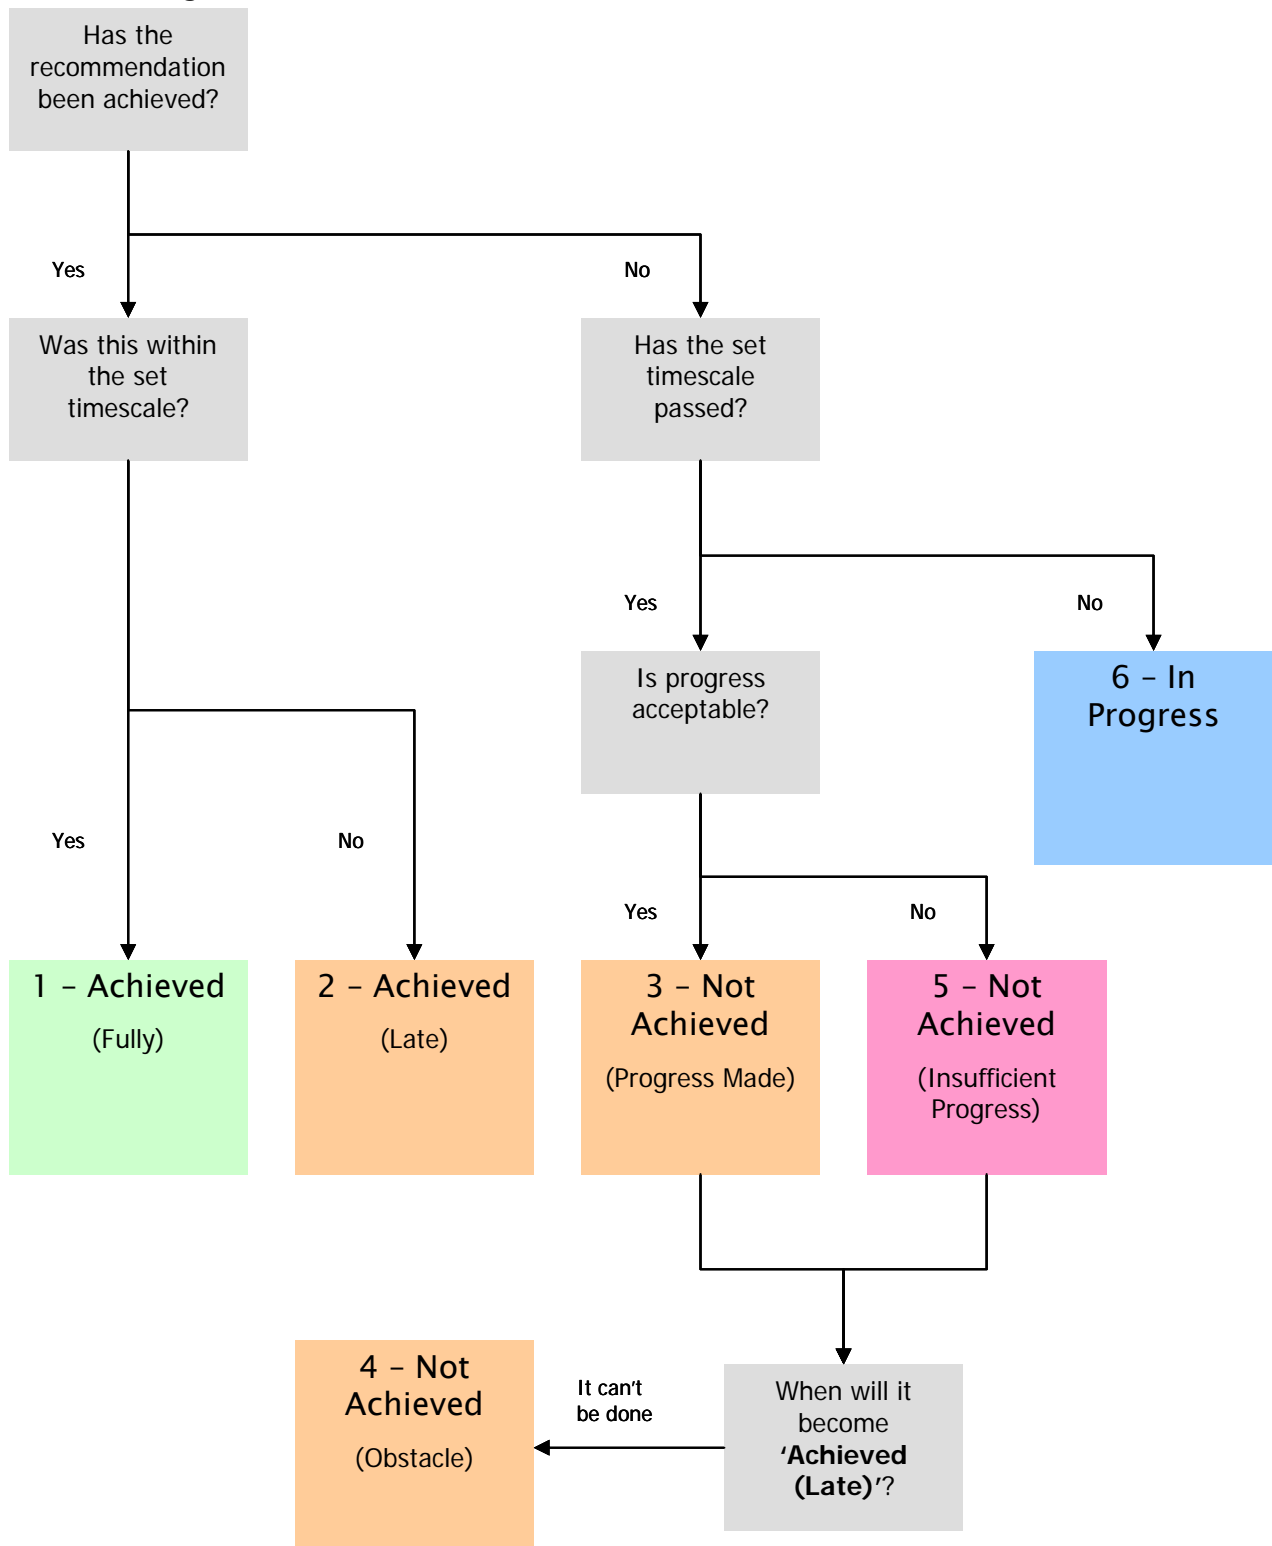 Has the
recommendation
been achieved?
Yes
No
Was this within
the set
timescale?
Has the set
timescale
passed?
Yes
No
Is progress
acceptable?
6 – In
Progress
Yes
No
Yes
No
1 – Achieved
(Fully)
2 – Achieved
(Late)
3 – Not
Achieved
(Progress Made)
5 – Not
Achieved
(Insufficient
Progress)
4 – Not
Achieved
(Obstacle)
It can't
be done
When will it
become
‘Achieved
(Late)’?